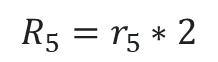 R₅ = r₅ * 2